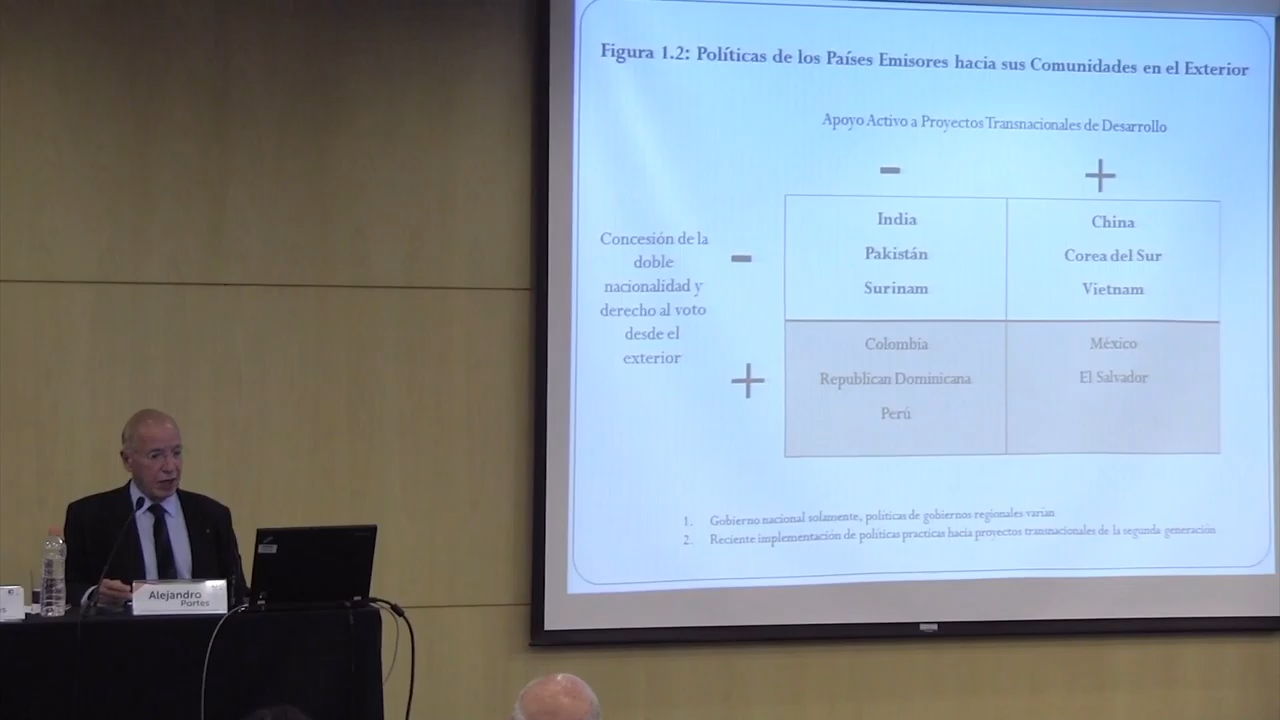 Figura 1.2: Políticas de los Países Emisores hacia sus Comunidades en el Exterior
Apoyo Activo a Proyectos Transnacionales de Desarrollo
- +
Concesión de la
doble
nacionalidad y
derecho al voto
desde el
exterior
-
+
India
Pakistán
Surinam
China
Corea del Sur
Vietnam
Colombia
Republican Dominicana
Perú
México
El Salvador
1. Gobierno nacional solamente, políticas de gobiernos regionales varían
2. Reciente implementación de políticas practicas hacia proyectos transnacionales de la segunda generación
Alejandro
Portes